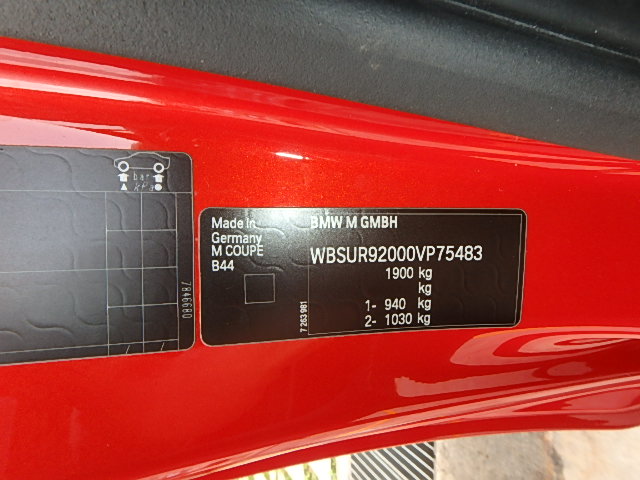 bar
kPa
7846680
Made in
Germany
M COUPE
B44
7 263 981
BMW M GMBH
WBSUR92000VP75483
1900 kg
kg
1- 940 kg
2- 1030 kg